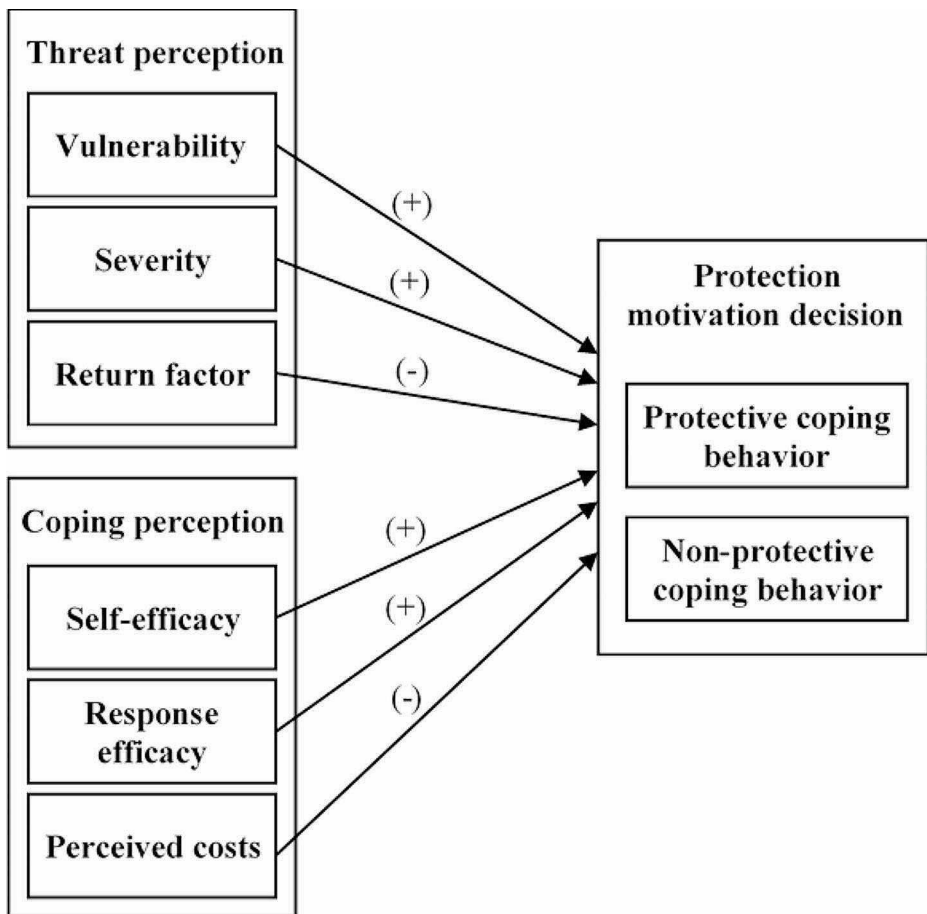 Threat perception
Vulnerability
(+)
Severity
(+)
Return factor
(-)
Coping perception
Self-efficacy
(+)
Response
efficacy
(+)
Perceived costs
(-)
Protection
motivation decision
Protective coping
behavior
Non-protective
coping behavior